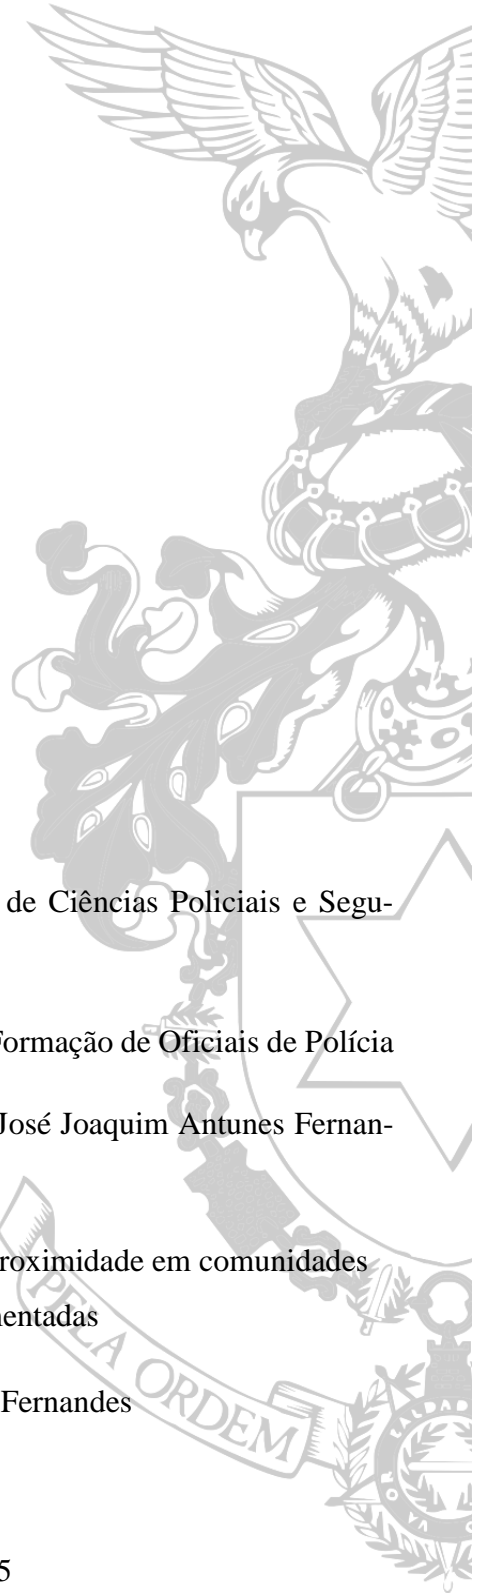 de Ciências Policiais e Segu-
Formação de Oficiais de Polícia
José Joaquim Antunes Fernan-
roximidade em comunidades
nentadas
Fernandes
PELA ORDEM
5